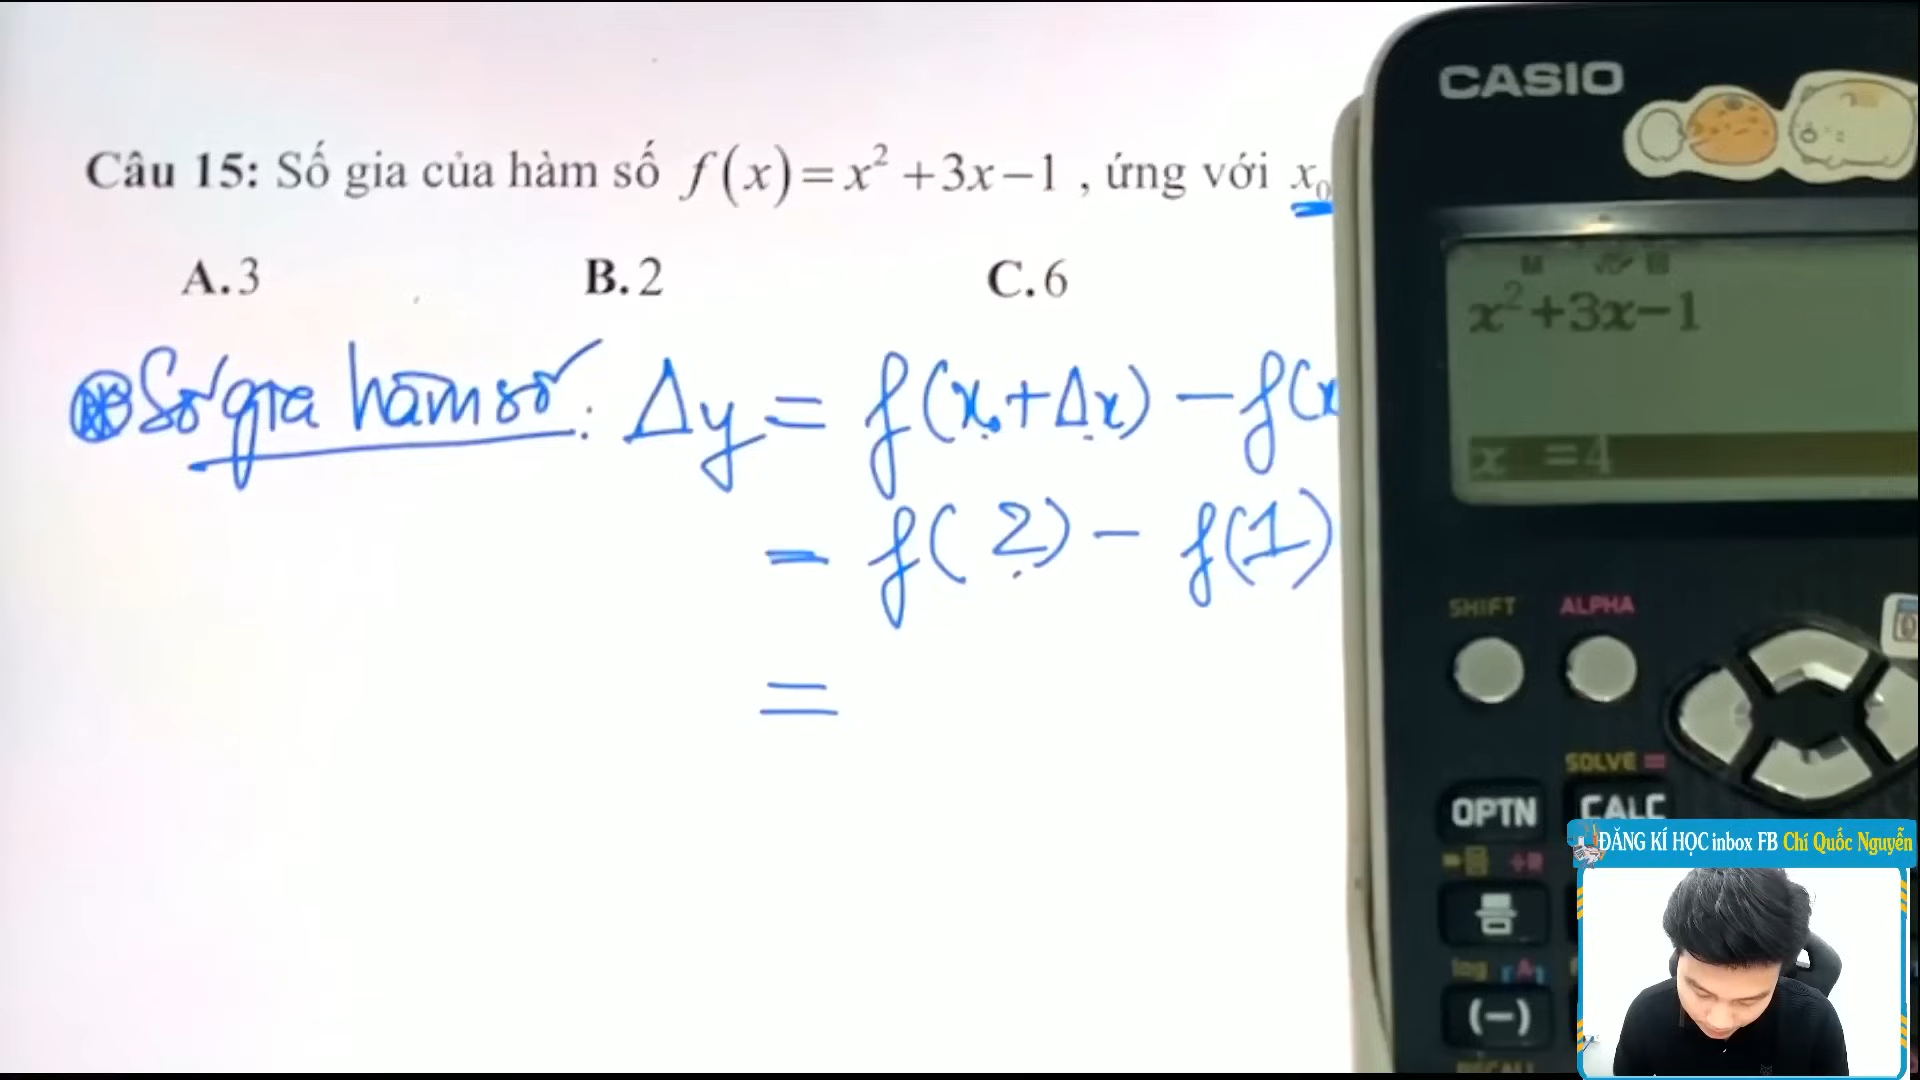 Câu 15: Số gia của hàm số f(x)=x²+3x−1 , ứng với x₀
A. 3 B. 2 C. 6
Số gia hàm số: Δy = f(x₀+Δx) − f(x
= f(2) − f(1)
=
CASIO
x²+3x−1
x =4
SHIFT ALPHA
SOLVE =
OPTN CALC
ĐĂNG KÍ HỌC inbox FB Chí Quốc Nguyễn
log
(−)
RECALL